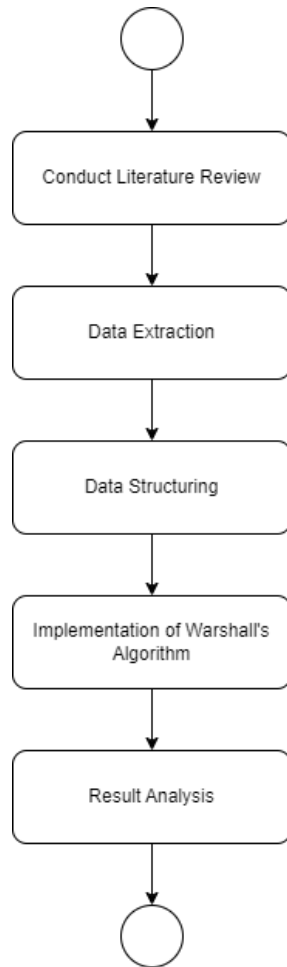 Conduct Literature Review
Data Extraction
Data Structuring
Implementation of Warshall's
Algorithm
Result Analysis